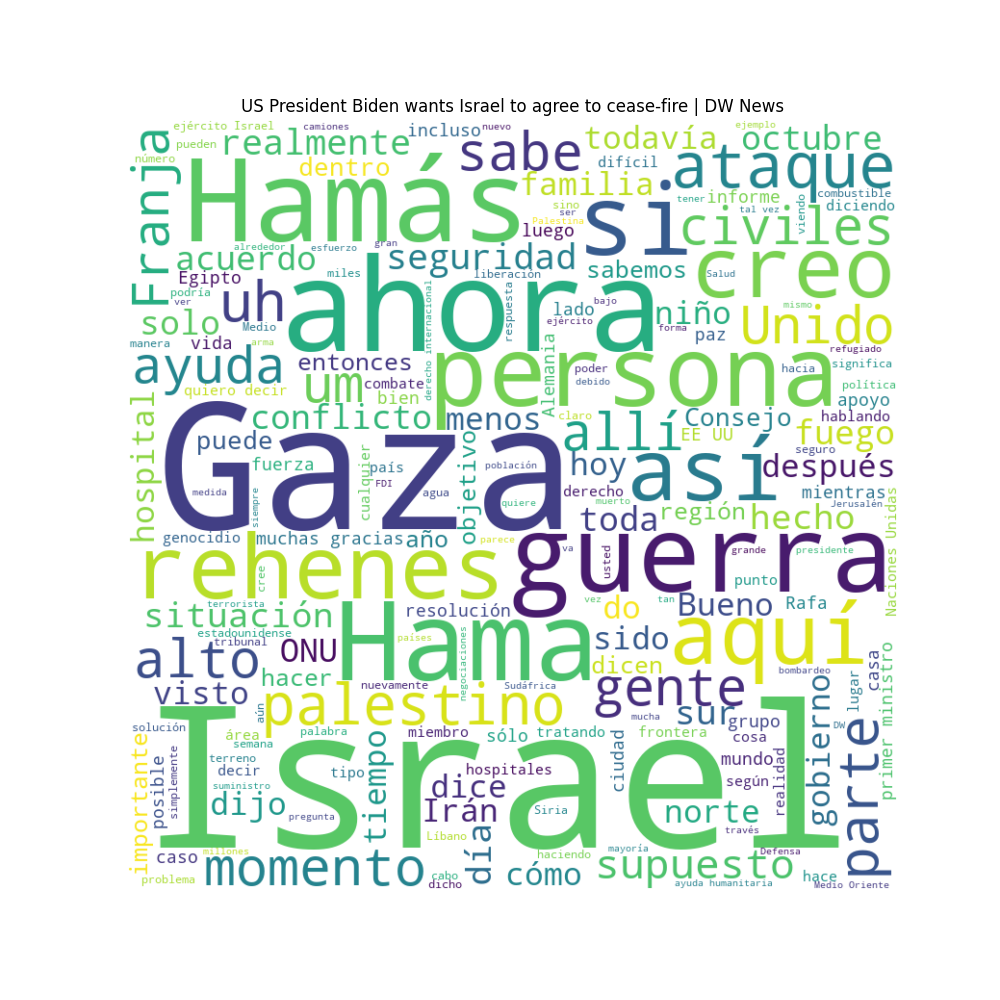 US President Biden wants Israel to agree to cease-fire | DW News
ejército Israel
camiones
incluso
nuevo
ejemplo
pueden
realmente
sabe
todavía
octubre
número
dentro
difícil
ataque
Franja
Hamás
familia
si
informe
combustible
sino
tener
diciendo
ser
tal vez
viendo
Palestina
luego
civiles
alrededor
esfuerzo
gran
acuerdo
seguridad
sabemos
creo
Egipto
miles
liberación
Salud
podría
uh
ahora
derecho internacional
respuesta
lado
bajo
niño
Unido
mismo
ver
solo
Medio
ejército
forma
paz
manera
vida
arma
persona
Alemania
refugiado
ayuda
entonces
poder
hacia
significa
quiero decir
um
combate
debido
política
bien
apoyo
hospital
conflicto
menos
claro
Consejo
hablando
puede
allí
EE UU
fuego
Gaza
objetivo
seguro
fuerza
cualquier
país
población
hoy
así
después
FDI
medida
siempre
agua
quiere
derecho
muerto
mientras
Jerusalén
toda
región
hecho
Naciones Unidas
genocidio
muchas gracias
año
parece
va
guerra
grande
presidente
rehenes
cree
usted
punto
terrorista
vez
tan
situación
Hama
resolución
do
Bueno
Rafa
estadounidense
tribunal
países
negociaciones
sido
aquí
alto
ONU
dicen
casa
primer ministro
hacer
nuevamente
Sudáfrica
gente
bombardeo
visto
palestino
lugar
gobierno
solución
aún
mucha
sur
grupo
DW
parte
área
palabra
miembro
sólo
tratando
frontera
cosa
importante
semana
tiempo
ciudad
mundo
realidad
posible
simplemente
terreno
decir
tipo
hospitales
según
suministro
dice
Israel
dijo
pregunta
Irán
Siria
norte
Líbano
través
caso
millones
día
haciendo
mayoría
Defensa
momento
cómo
supuesto
problema
cabo
dicho
ayuda humanitaria
hace
Medio Oriente